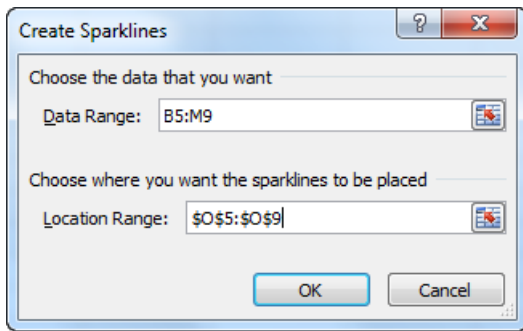 Create Sparklines
?
X
Choose the data that you want
Data Range: B5:M9
Choose where you want the sparklines to be placed
Location Range: $O$5:$O$9
OK Cancel